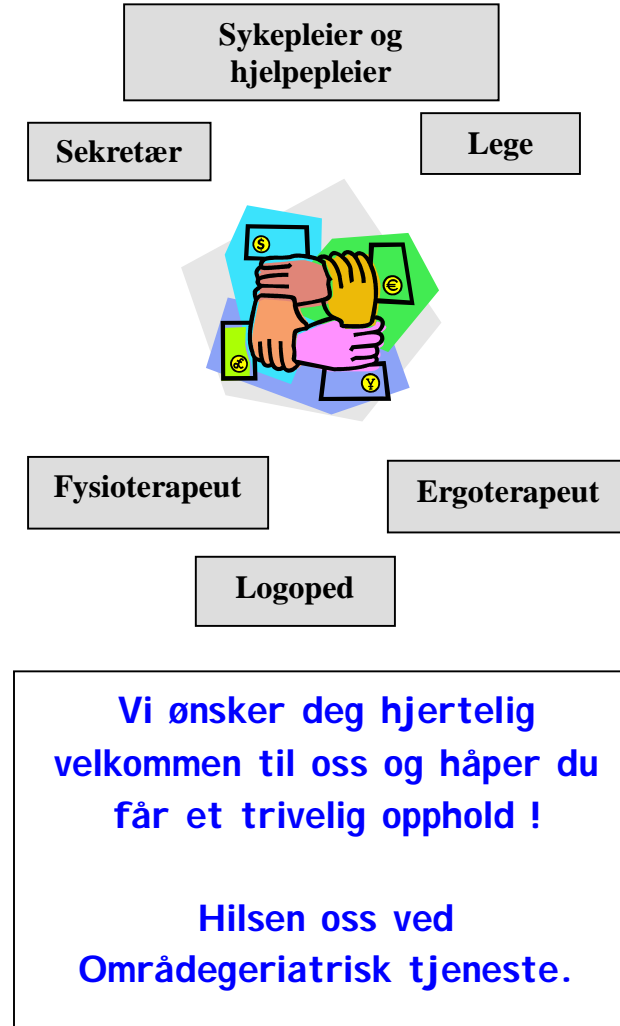 Sykepleier og
hjelpepleier
Sekretær
Lege
$
€
£
¥
Fysioterapeut
Ergoterapeut
Logoped
Vi ønsker deg hjertelig
velkommen til oss og håper du
får et trivelig opphold !
Hilsen oss ved
Områdegeriatrisk tjeneste.